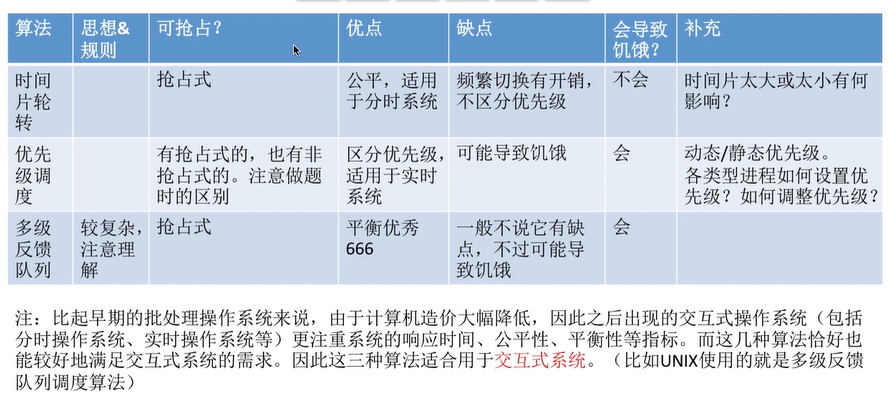 算法 思想& 可抢占？ 优点 缺点 会导致 补充
规则 饥饿？
时间 抢占式 公平，适用 频繁切换有开销， 不会 时间片太大或太小有何
片轮 于分时系统 不区分优先级 影响？
转
优先 有抢占式的，也有非 区分优先级， 可能导致饥饿 会 动态/静态优先级。
级调 抢占式的。注意做题 适用于实时 各类型进程如何设置优
度 时的区别 系统 先级？如何调整优先级？
多级 较复杂， 抢占式 平衡优秀 一般不说它有缺 会
反馈 注意理 666 点，不过可能导
队列 解 致饥饿
注：比起早期的批处理操作系统来说，由于计算机造价大幅降低，因此之后出现的交互式操作系统（包括
分时操作系统、实时操作系统等）更注重系统的响应时间、公平性、平衡性等指标。而这几种算法恰好也
能较好地满足交互式系统的需求。因此这三种算法适合用于交互式系统。（比如UNIX使用的就是多级反馈
队列调度算法）